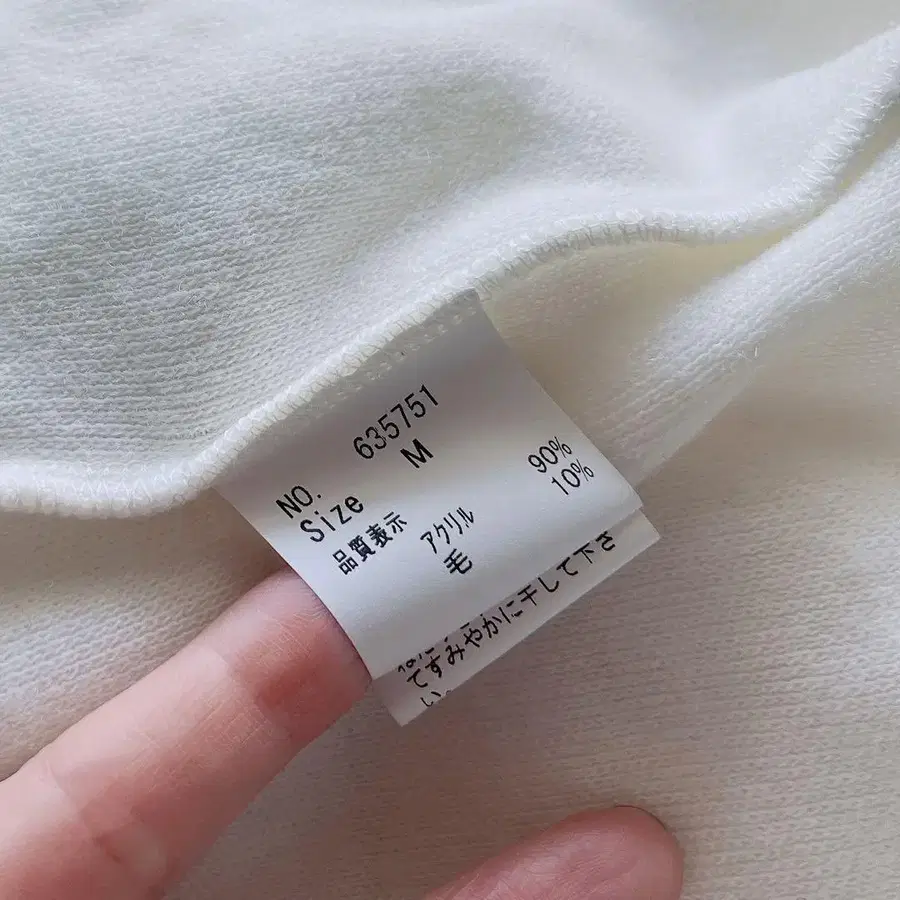 NO. 635751
Size M
品質表示
アクリル 90%
毛 10%
てすみやかに干して下さ
い。